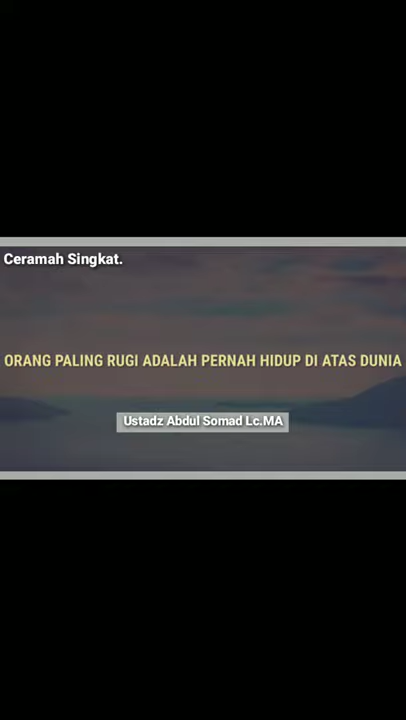 Ceramah Singkat.
ORANG PALING RUGI ADALAH PERNAH HIDUP DI ATAS DUNIA
Ustadz Abdul Somad Lc.MA